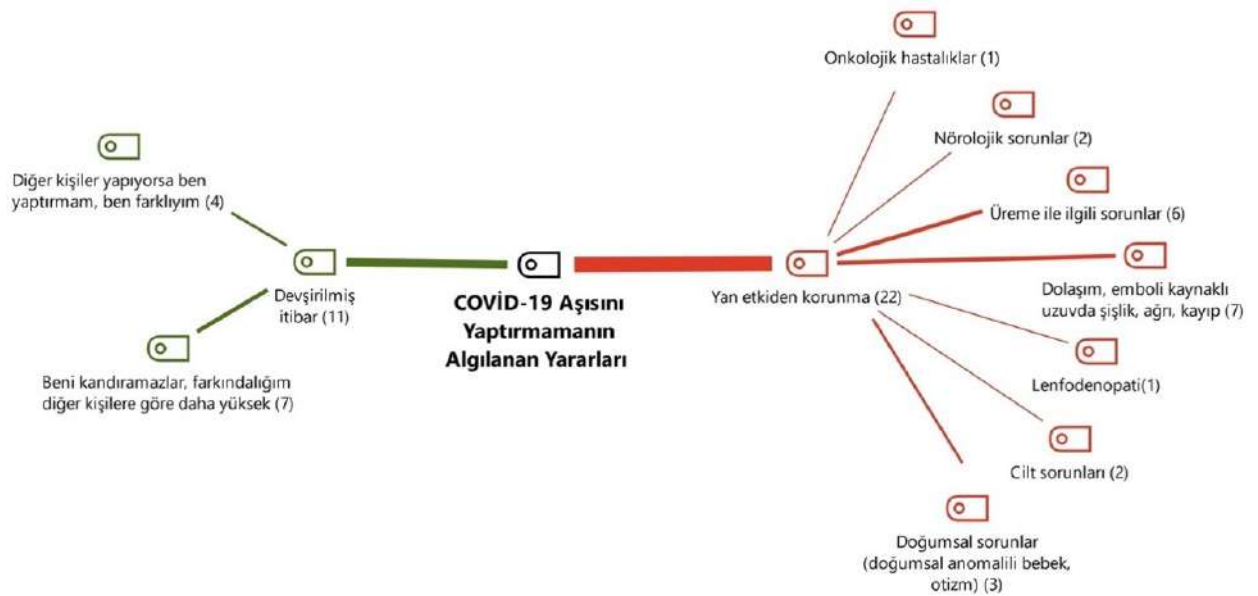 Onkolojik hastalıklar (1)
Nörolojik sorunlar (2)
Diğer kişiler yapıyorsa ben
yaptırmam, ben farklıyım (4)
Üreme ile ilgili sorunlar (6)
Devşirilmiş
itibar (11)
COVİD-19 Aşısını
Yaptırmamanın
Algılanan Yararları
Yan etkiden korunma (22)
Dolaşım, emboli kaynaklı
uzuvda şişlik, ağrı, kayıp (7)
Beni kandıramazlar, farkındalığım
diğer kişilere göre daha yüksek (7)
Lenfodenopati(1)
Cilt sorunları (2)
Doğumsal sorunlar
(doğumsal anomalili bebek,
otizm) (3)